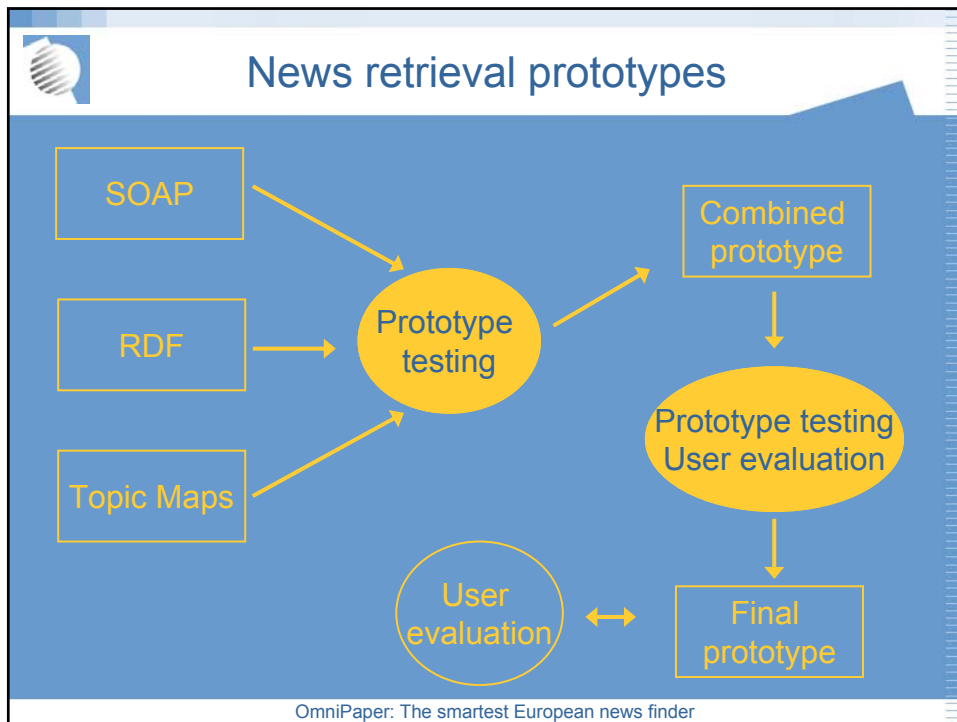 News retrieval prototypes
SOAP
RDF
Topic Maps
Prototype
testing
Combined
prototype
Prototype testing
User evaluation
User
evaluation
Final
prototype
OmniPaper: The smartest European news finder